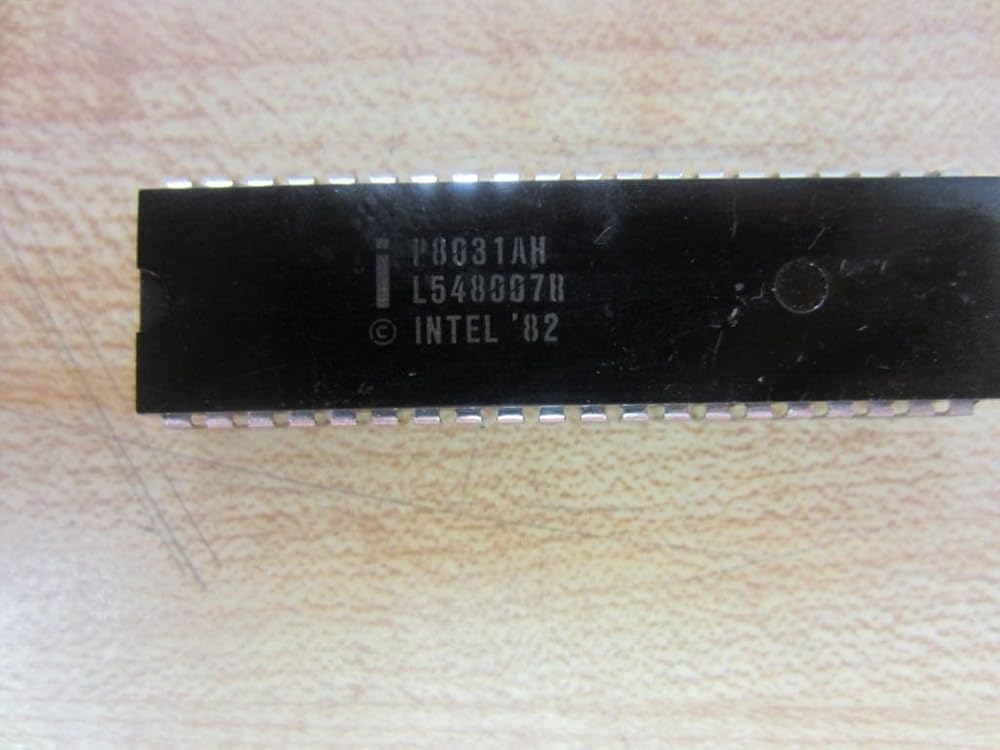 i P8031AH
L548007B
© INTEL '82